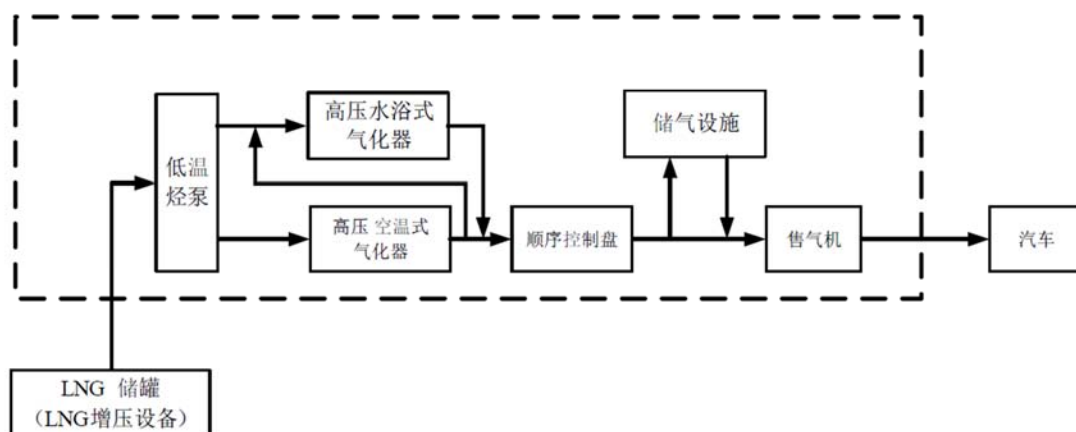 高压水浴式
气化器
储气设施
低温
烃泵
高压 空温式
气化器
顺序控制盘
售气机
汽车
LNG 储罐
（LNG增压设备）